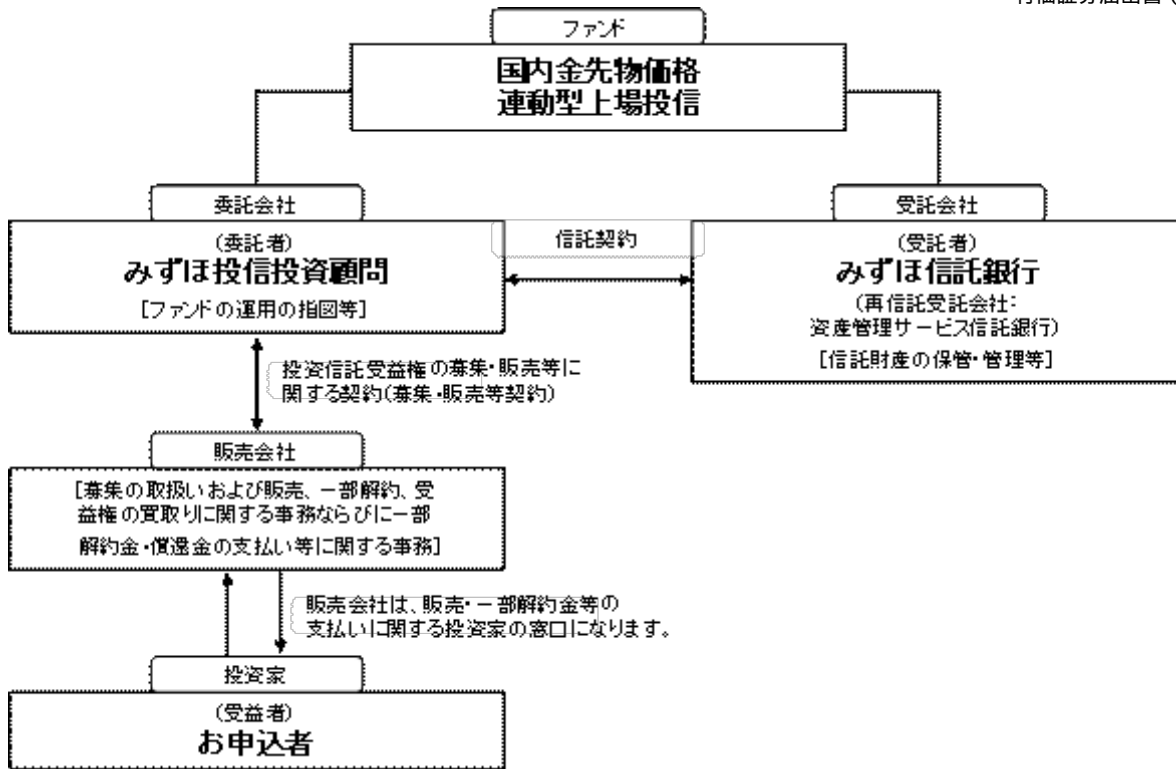 ファンド
国内金先物価格
連動型上場投信
委託会社
(委託者)
みずほ投信投資顧問
[ファンドの運用の指図等]
信託契約
受託会社
(受託者)
みずほ信託銀行
(再信託受託会社:
資産管理サービス信託銀行)
[信託財産の保管・管理等]
投資信託受益権の募集・販売等に
関する契約(募集・販売等契約)
販売会社
[募集の取扱いおよび販売、一部解約、受
益権の買取りに関する事務ならびに一部
解約金・償還金の支払い等に関する事務]
販売会社は、販売・一部解約金等の
支払いに関する投資家の窓口になります。
投資家
(受益者)
お申込者